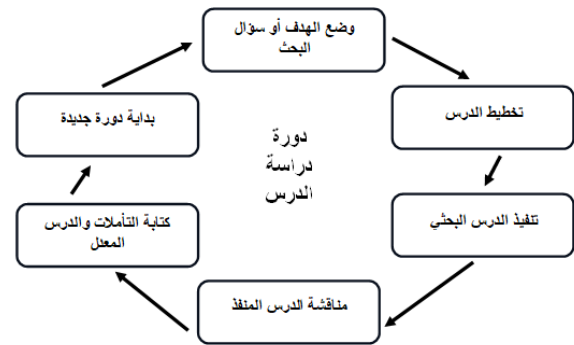 وضع الهدف أو سؤال
البحث
تخطيط الدرس
تنفيذ الدرس البحثي
مناقشة الدرس المنفذ
كتابة التأملات والدرس
المعدل
بداية دورة جديدة
دورة
دراسة
الدرس